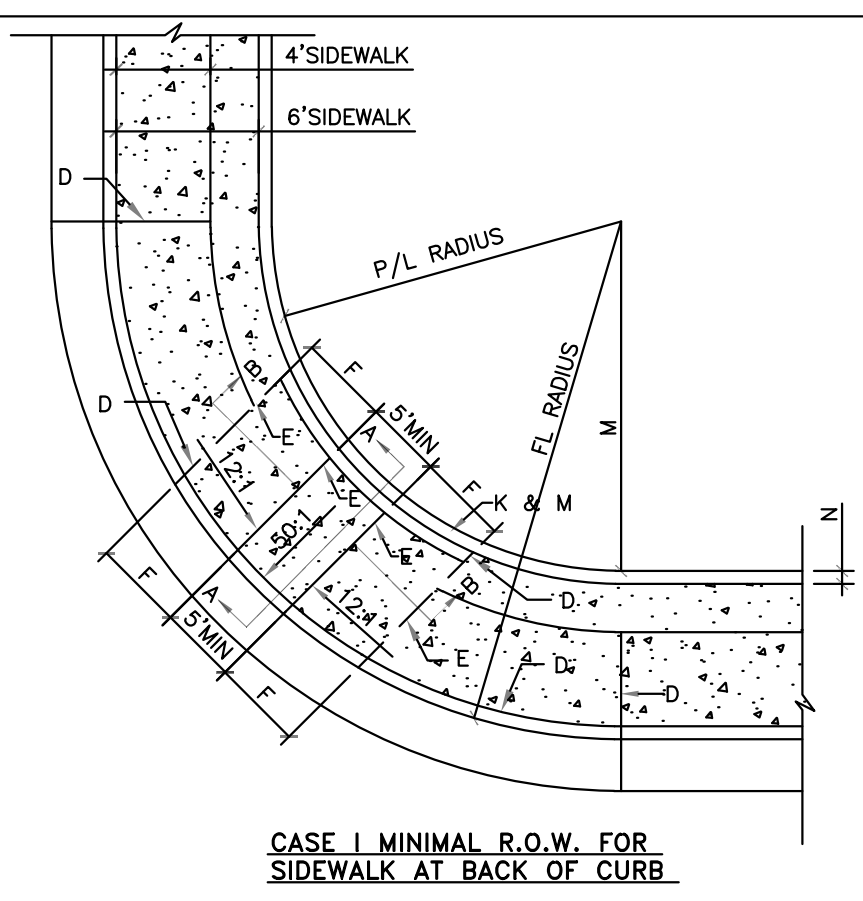 4'SIDEWALK
6'SIDEWALK
D
P/L RADIUS
FL RADIUS
M
F
B
D
E
A
5'MIN
12:1
E
F
K & M
N
50:1
E
F
A
12:1
B
D
5'MIN
E
D
D
F
CASE I MINIMAL R.O.W. FOR
SIDEWALK AT BACK OF CURB